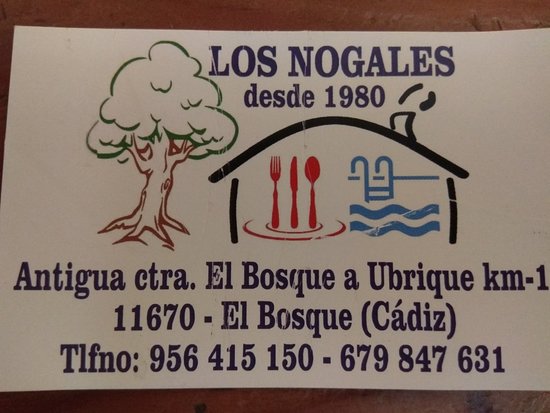 LOS NOGALES
desde 1980
Antigua ctra. El Bosque a Ubrique km-1
11670 - El Bosque (Cádiz)
Tlfno: 956 415 150 - 679 847 631